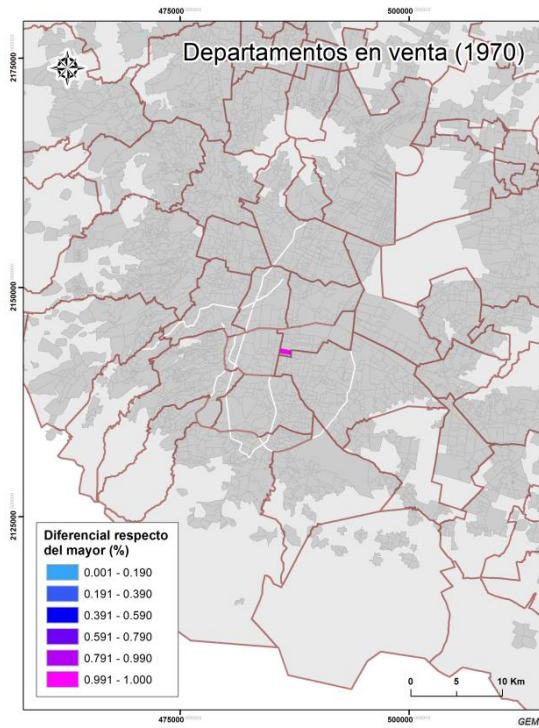 475000
500000
Departamentos en venta (1970)
2175000
2150000
2125000
Diferencial respecto
del mayor (%)
0.001 - 0.190
0.191 - 0.390
0.391 - 0.590
0.591 - 0.790
0.791 - 0.990
0.991 - 1.000
0 5 10 Km
475000
500000
GEM